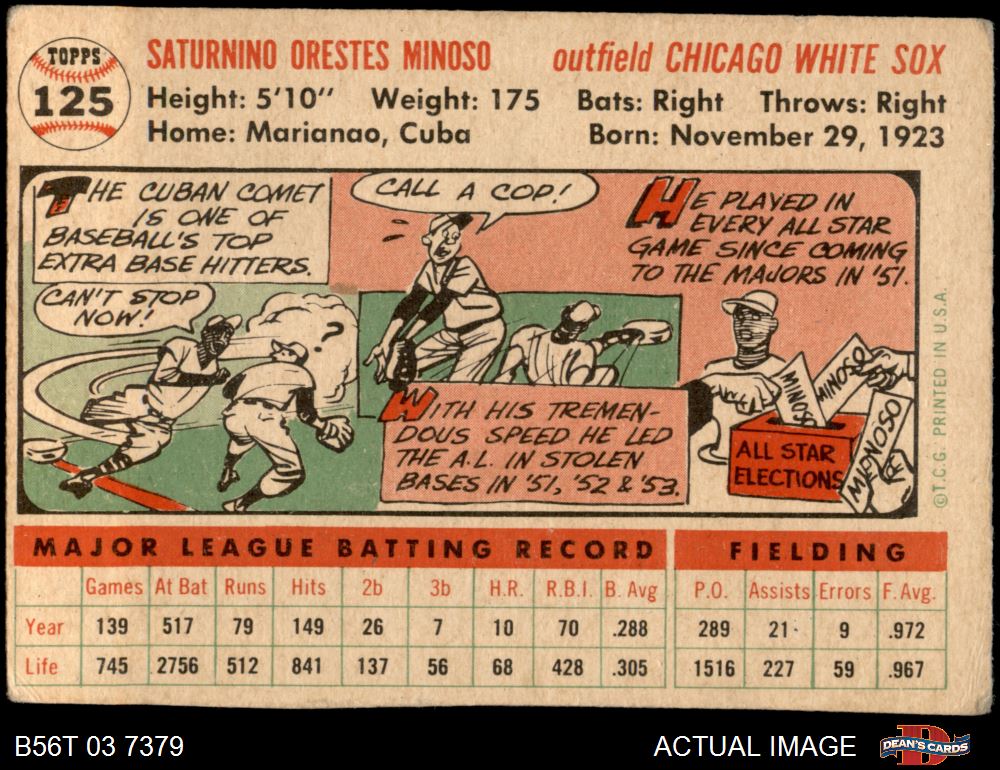 TOPPS
125
SATURNINO ORESTES MINOSO
outfield CHICAGO WHITE SOX
Height: 5'10" Weight: 175 Bats: Right Throws: Right
Home: Marianao, Cuba Born: November 29, 1923
THE CUBAN COMET
IS ONE OF
BASEBALL'S TOP
EXTRA BASE HITTERS.
CAN'T STOP
NOW!
?
CALL A COP!
WITH HIS TREMEN-
DOUS SPEED HE LED
THE A.L. IN STOLEN
BASES IN '51, '52 & '53.
HE PLAYED IN
EVERY ALL STAR
GAME SINCE COMING
TO THE MAJORS IN '51.
MINOSO
MINOSO
MINOSO
ALL STAR
ELECTIONS
©T.C.G. PRINTED IN U.S.A.
MAJOR LEAGUE BATTING RECORD FIELDING
Games At Bat Runs Hits 2b 3b H.R. R.B.I. B. Avg P.O. Assists Errors F. Avg.
Year 139 517 79 149 26 7 10 70 .288 289 21 9 .972
Life 745 2756 512 841 137 56 68 428 .305 1516 227 59 .967
B56T 03 7379
ACTUAL IMAGE
D
DEAN'S CARDS